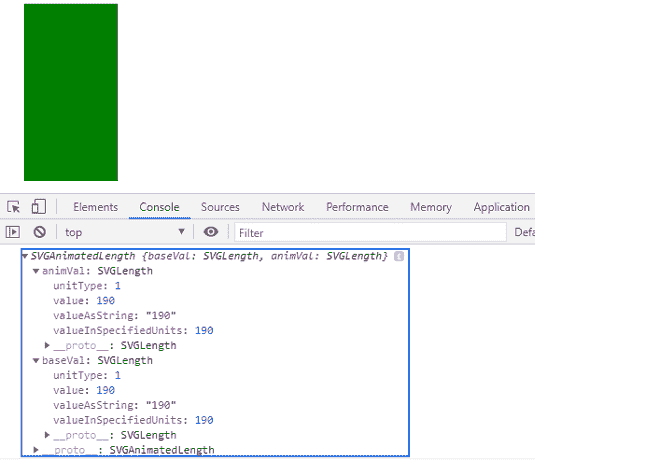 Elements Console Sources Network Performance Memory Application
top Filter Defa
SVGAnimatedLength {baseVal: SVGLength, animVal: SVGLength} i
animVal: SVGLength
unitType: 1
value: 190
valueAsString: "190"
valueInSpecifiedUnits: 190
__proto__: SVGLength
baseVal: SVGLength
unitType: 1
value: 190
valueAsString: "190"
valueInSpecifiedUnits: 190
__proto__: SVGLength
__proto__: SVGAnimatedLength